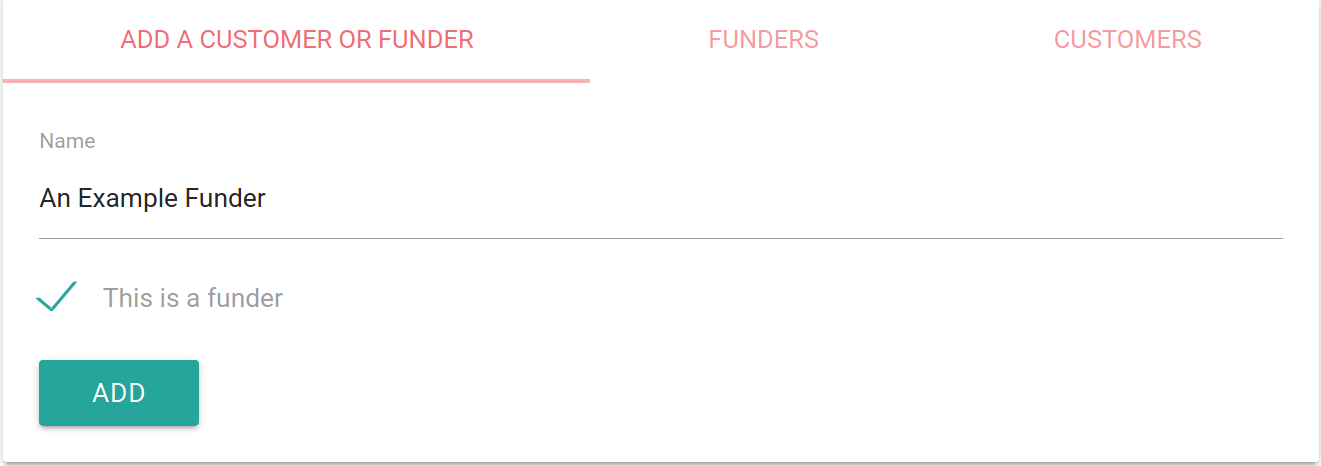 ADD A CUSTOMER OR FUNDER FUNDERS CUSTOMERS
Name
An Example Funder
This is a funder
ADD